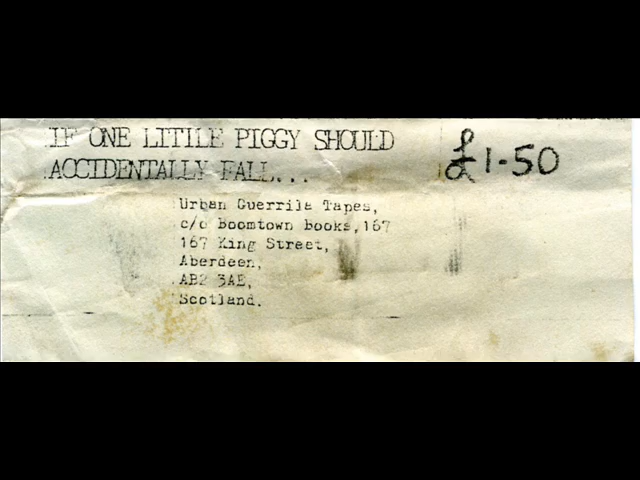 IF ONE LITTLE PIGGY SHOULD
ACCIDENTALLY FALL...
£1-50
Urban Guerrila Tapes,
c/o Boomtown books,167
167 King Street,
Aberdeen,
AB2 3AE,
Scotland.